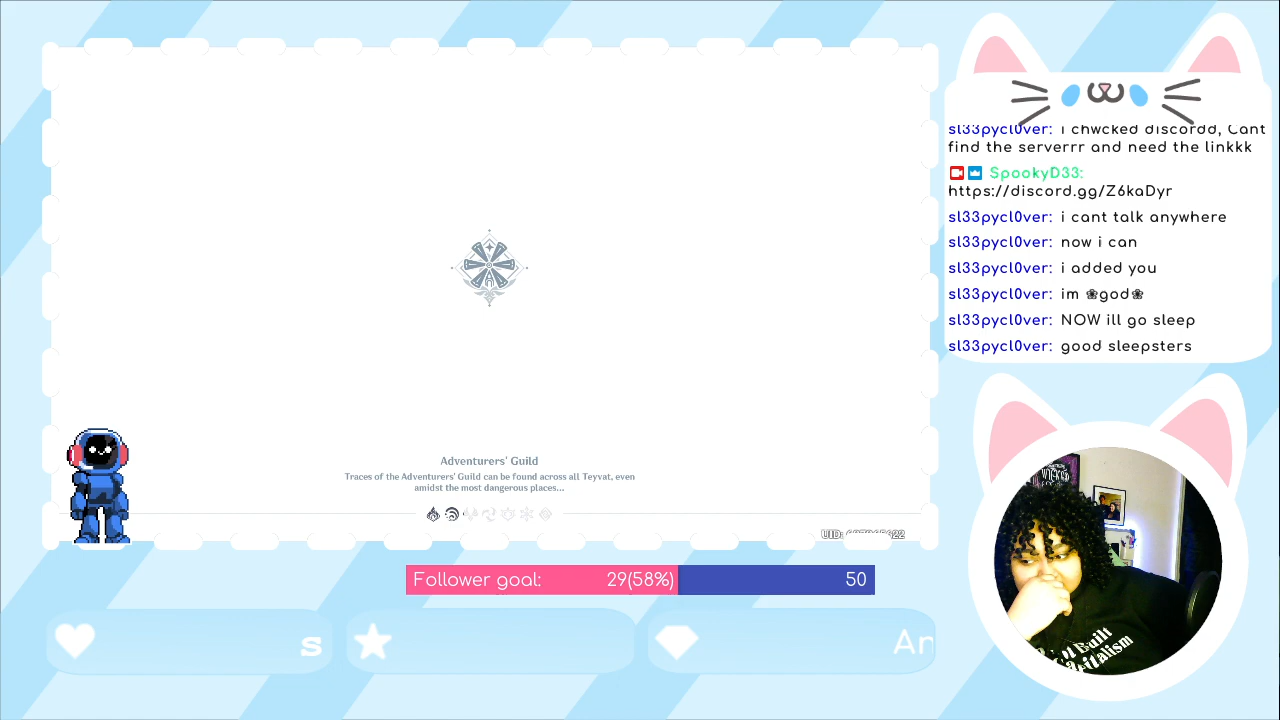 sl33pycl0ver: i chwcked discordd, Cant
find the serverrr and need the linkkk
SpookyD33:
https://discord.gg/Z6kaDyr
sl33pycl0ver: i cant talk anywhere
sl33pycl0ver: now i can
sl33pycl0ver: i added you
sl33pycl0ver: im ❀god❀
sl33pycl0ver: NOW ill go sleep
sl33pycl0ver: good sleepsters
Adventurers' Guild
Traces of the Adventurers' Guild can be found across all Teyvat, even
amidst the most dangerous places...
UID:
Follower goal: 29(58%) 50
s
An
Built